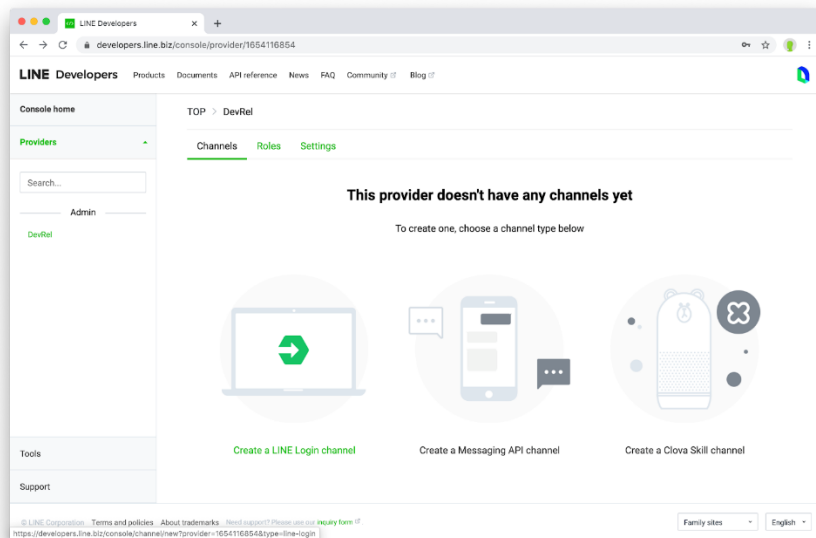 LINE Developers
developers.line.biz/console/provider/1654116854
LINE Developers Products Documents API reference News FAQ Community Blog
Console home
TOP > DevRel
Providers
Channels Roles Settings
Search...
Admin
DevRel
This provider doesn't have any channels yet
To create one, choose a channel type below
Create a LINE Login channel
Create a Messaging API channel
Create a Clova Skill channel
Tools
Support
© LINE Corporation Terms and policies About trademarks Need support? Please use our inquiry form
Family sites
English
https://developers.line.biz/console/channel/new?provider=1654116854&type=line-login